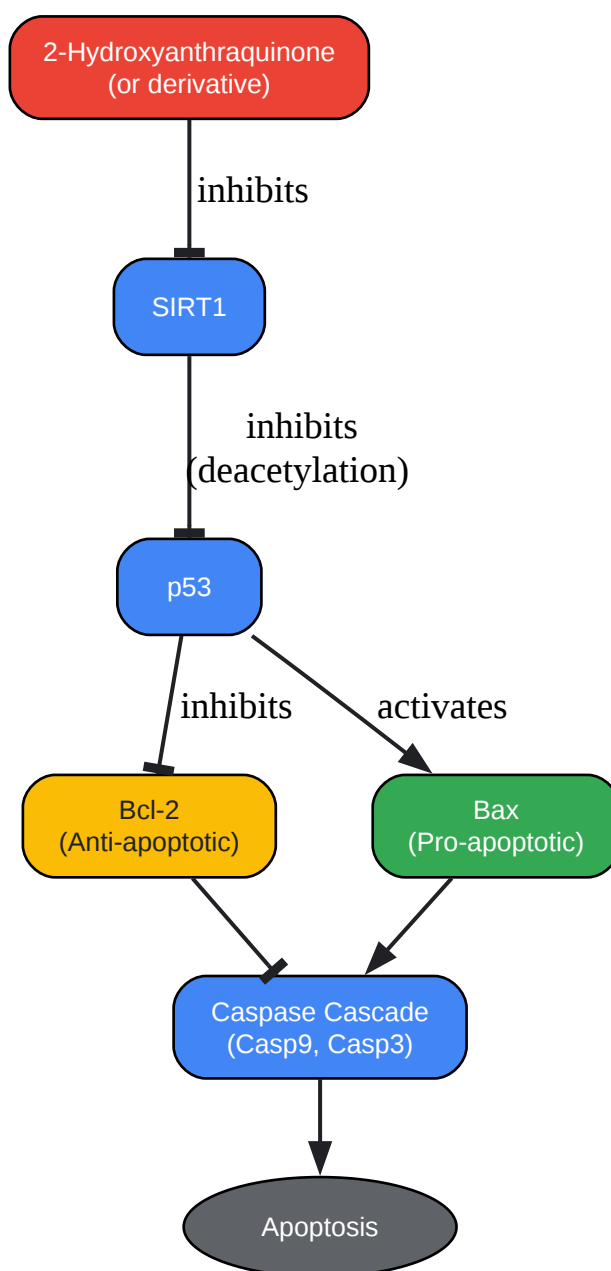 2-Hydroxyanthraquinone
(or derivative)
inhibits
SIRT1
inhibits
(deacetylation)
p53
inhibits
activates
Bcl-2
(Anti-apoptotic)
Bax
(Pro-apoptotic)
Caspase Cascade
(Casp9, Casp3)
Apoptosis